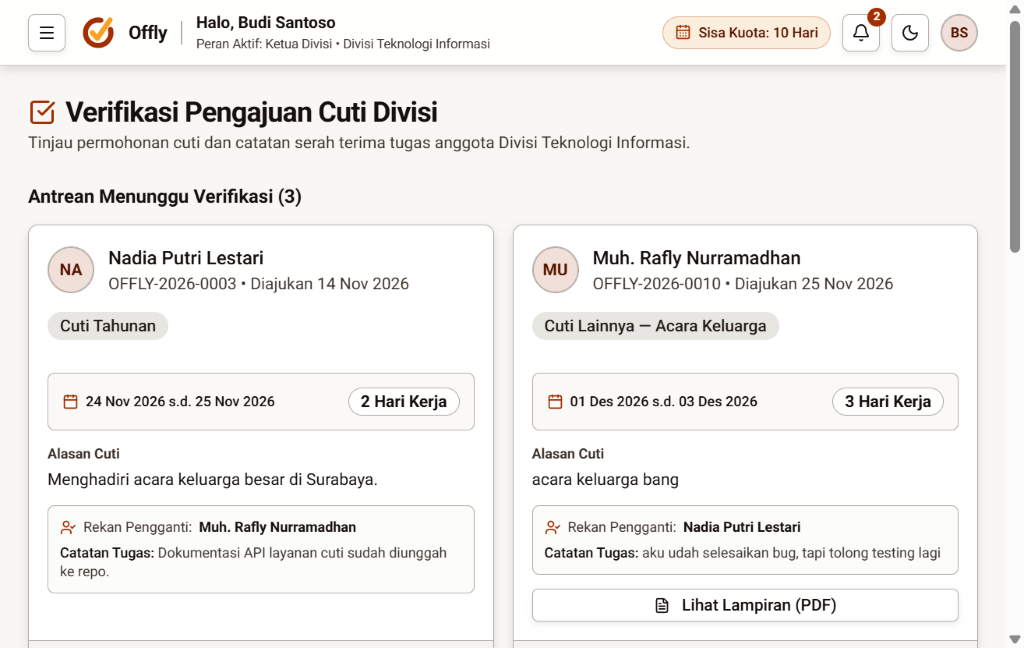 Offly
Halo, Budi Santoso
Peran Aktif: Ketua Divisi • Divisi Teknologi Informasi
Sisa Kuota: 10 Hari
2
BS
Verifikasi Pengajuan Cuti Divisi
Tinjau permohonan cuti dan catatan serah terima tugas anggota Divisi Teknologi Informasi.
Antrean Menunggu Verifikasi (3)
NA
Nadia Putri Lestari
OFFLY-2026-0003 • Diajukan 14 Nov 2026
Cuti Tahunan
24 Nov 2026 s.d. 25 Nov 2026
2 Hari Kerja
Alasan Cuti
Menghadiri acara keluarga besar di Surabaya.
Rekan Pengganti: Muh. Rafly Nurramadhan
Catatan Tugas: Dokumentasi API layanan cuti sudah diunggah
ke repo.
MU
Muh. Rafly Nurramadhan
OFFLY-2026-0010 • Diajukan 25 Nov 2026
Cuti Lainnya — Acara Keluarga
01 Des 2026 s.d. 03 Des 2026
3 Hari Kerja
Alasan Cuti
acara keluarga bang
Rekan Pengganti: Nadia Putri Lestari
Catatan Tugas: aku udah selesaikan bug, tapi tolong testing lagi
Lihat Lampiran (PDF)